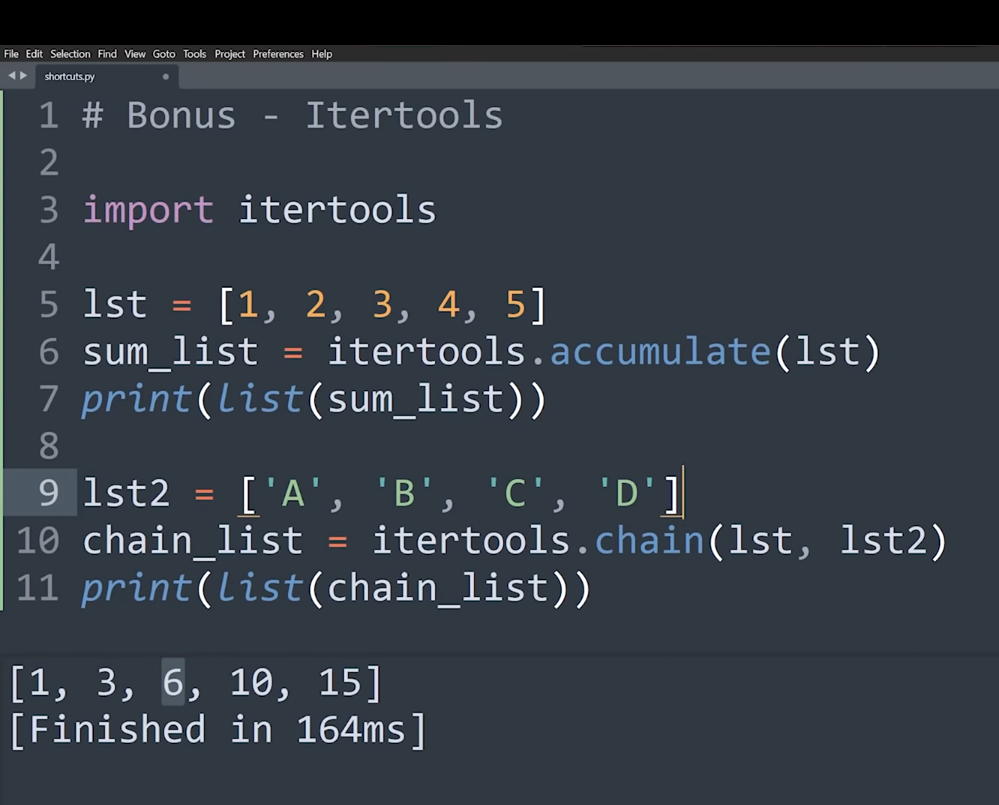 File Edit Selection Find View Goto Tools Project Preferences Help
shortcuts.py
1 # Bonus - Itertools
2
3 import itertools
4
5 lst = [1, 2, 3, 4, 5]
6 sum_list = itertools.accumulate(lst)
7 print(list(sum_list))
8
9 lst2 = ['A', 'B', 'C', 'D']
10 chain_list = itertools.chain(lst, lst2)
11 print(list(chain_list))
[1, 3, 6, 10, 15]
[Finished in 164ms]